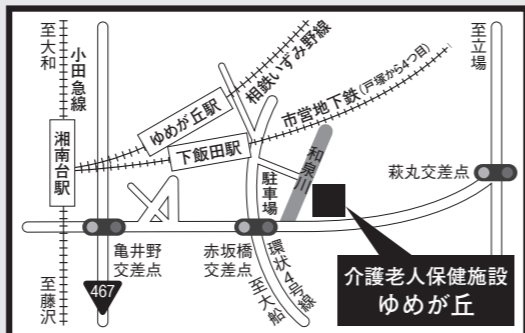 至大和
小田急線
湘南台駅
至藤沢
467
ゆめが丘駅
相鉄いずみ野線
下飯田駅
市営地下鉄(戸塚から4つ目)
和泉川
駐車場
至立場
萩丸交差点
亀井野
交差点
赤坂橋
交差点
環状4号線
至大船
介護老人保健施設
ゆめが丘